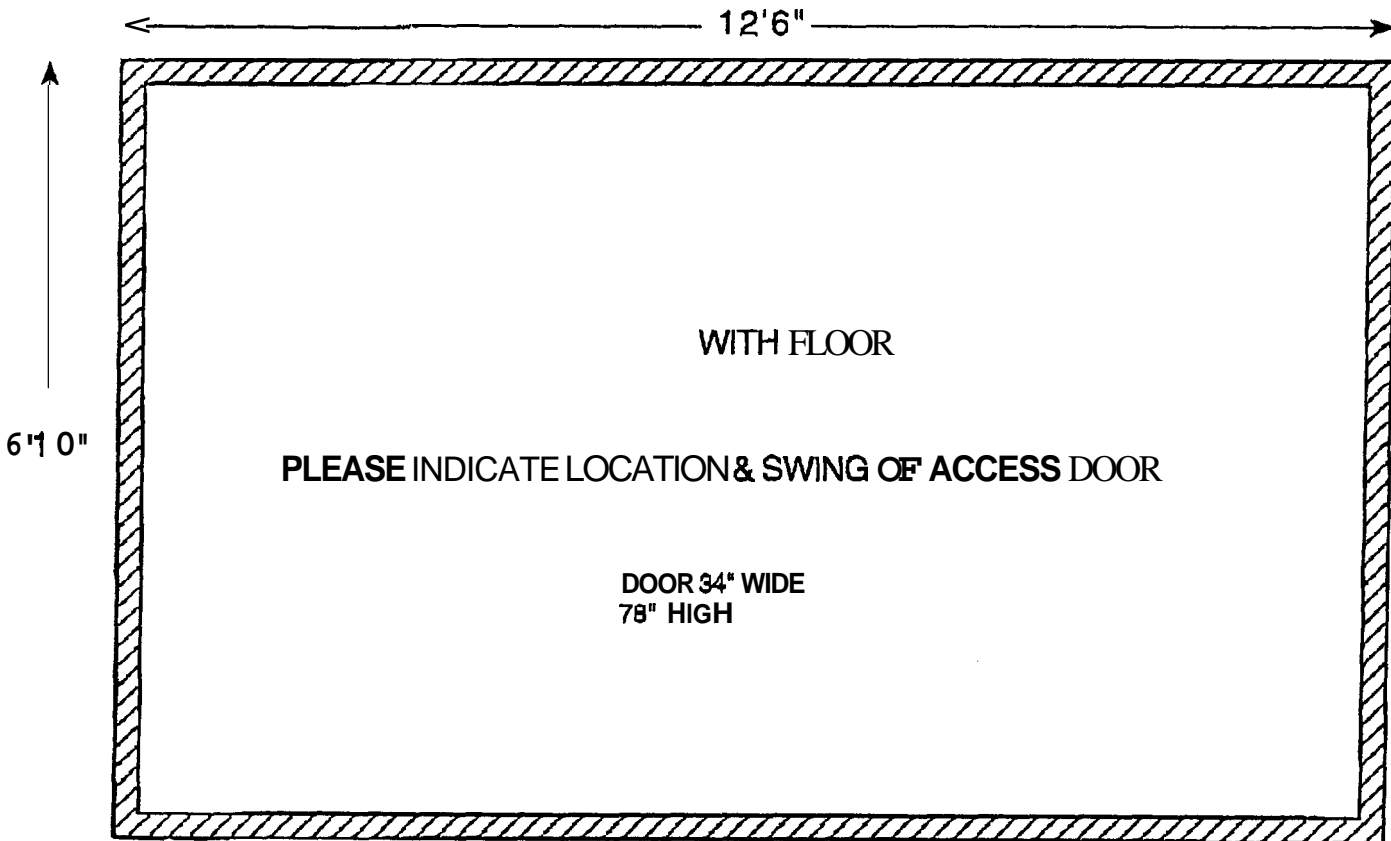 12'6"
WITH FLOOR
6'10"
PLEASE INDICATE LOCATION & SWING OF ACCESS DOOR
DOOR 34" WIDE
78" HIGH